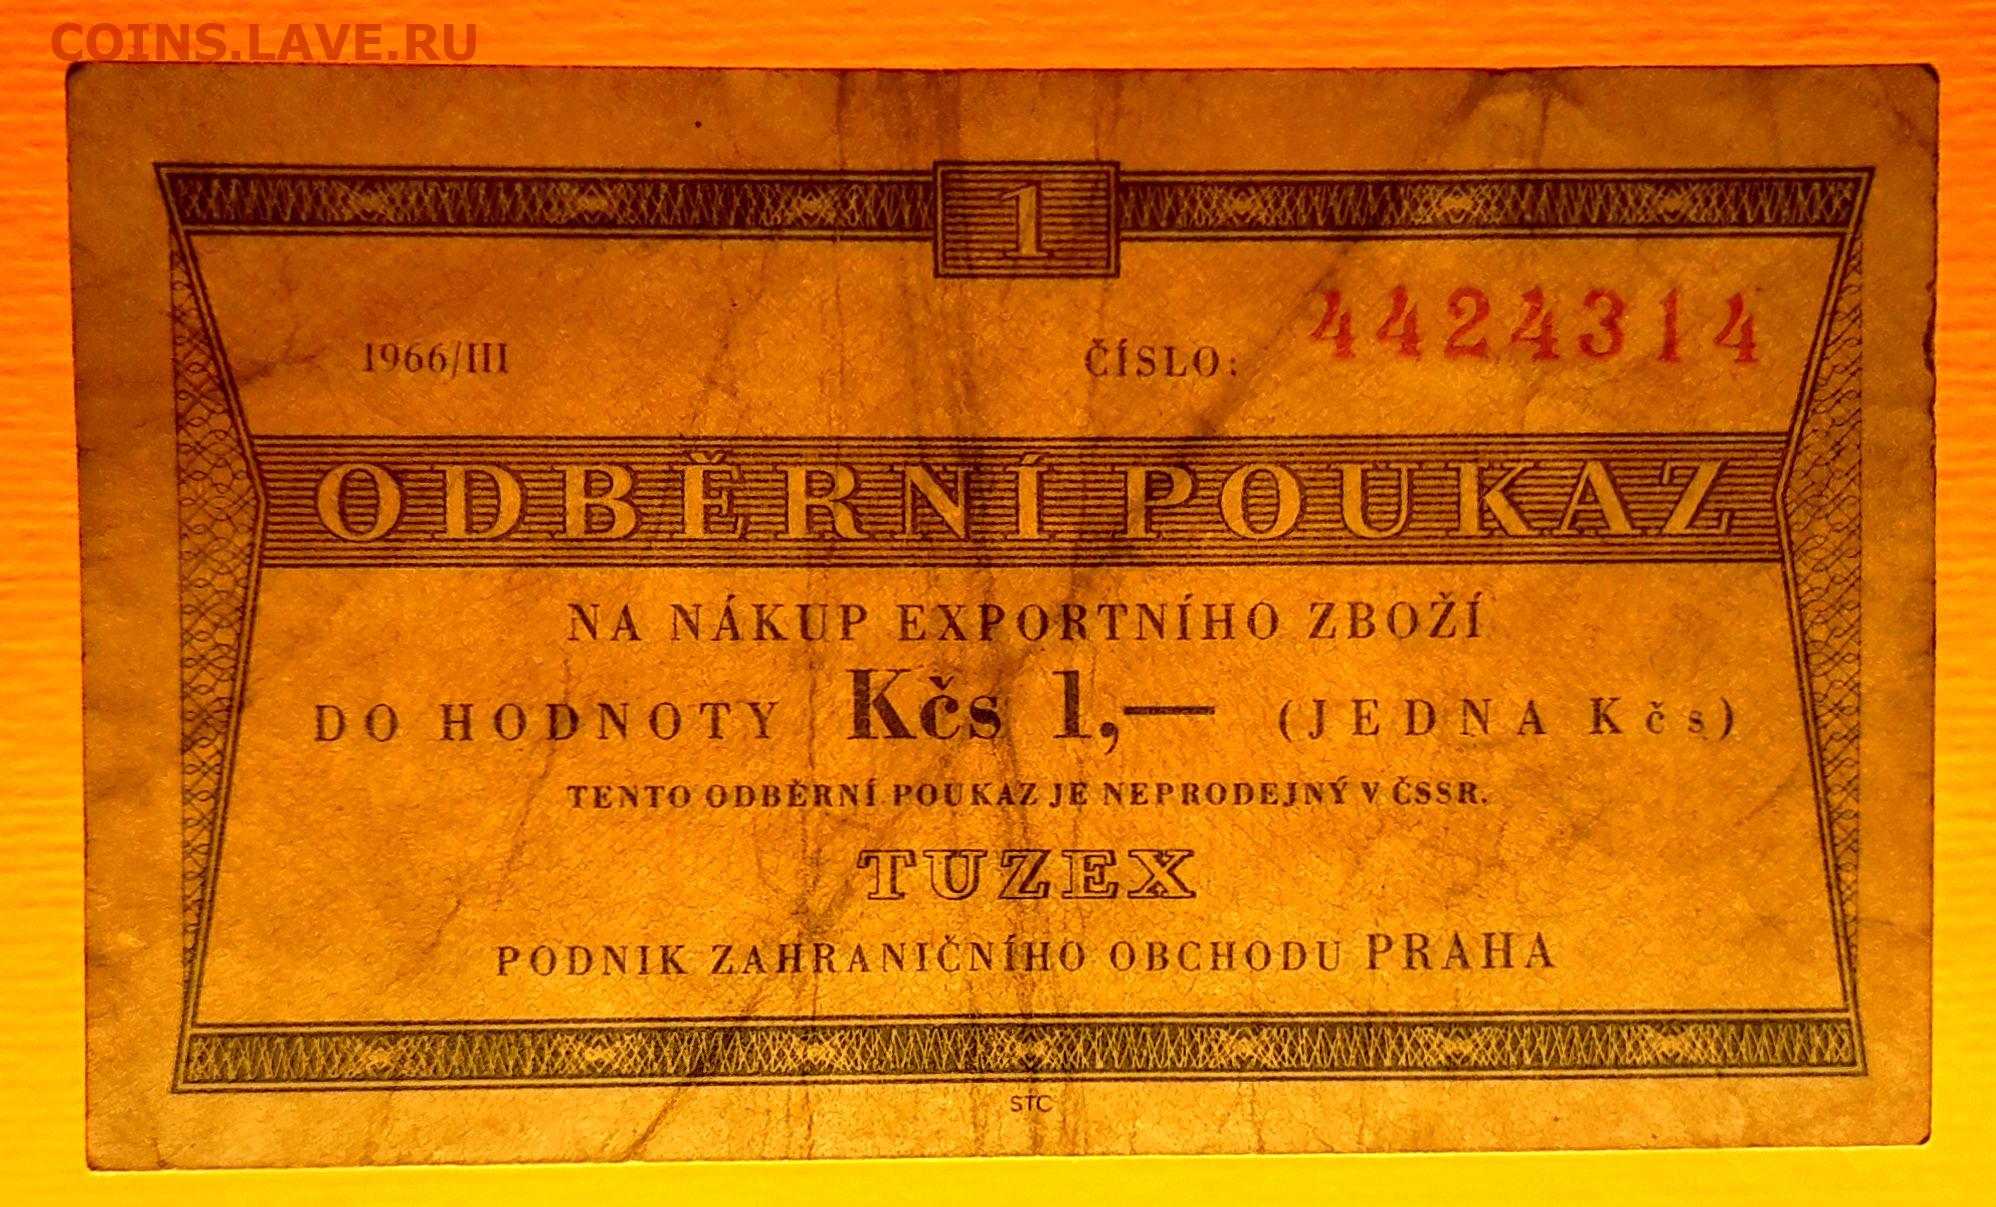 COINS.LAVE.RU
1
1966/III
ČÍSLO: 4424314
ODBĚRNÍ POUKAZ
NA NÁKUP EXPORTNÍHO ZBOŽÍ
DO HODNOTY Kčs 1,— (JEDNA Kčs)
TENTO ODBĚRNÍ POUKAZ JE NEPRODEJNÝ V ČSSR.
TUZEX
PODNIK ZAHRANIČNÍHO OBCHODU PRAHA
STC